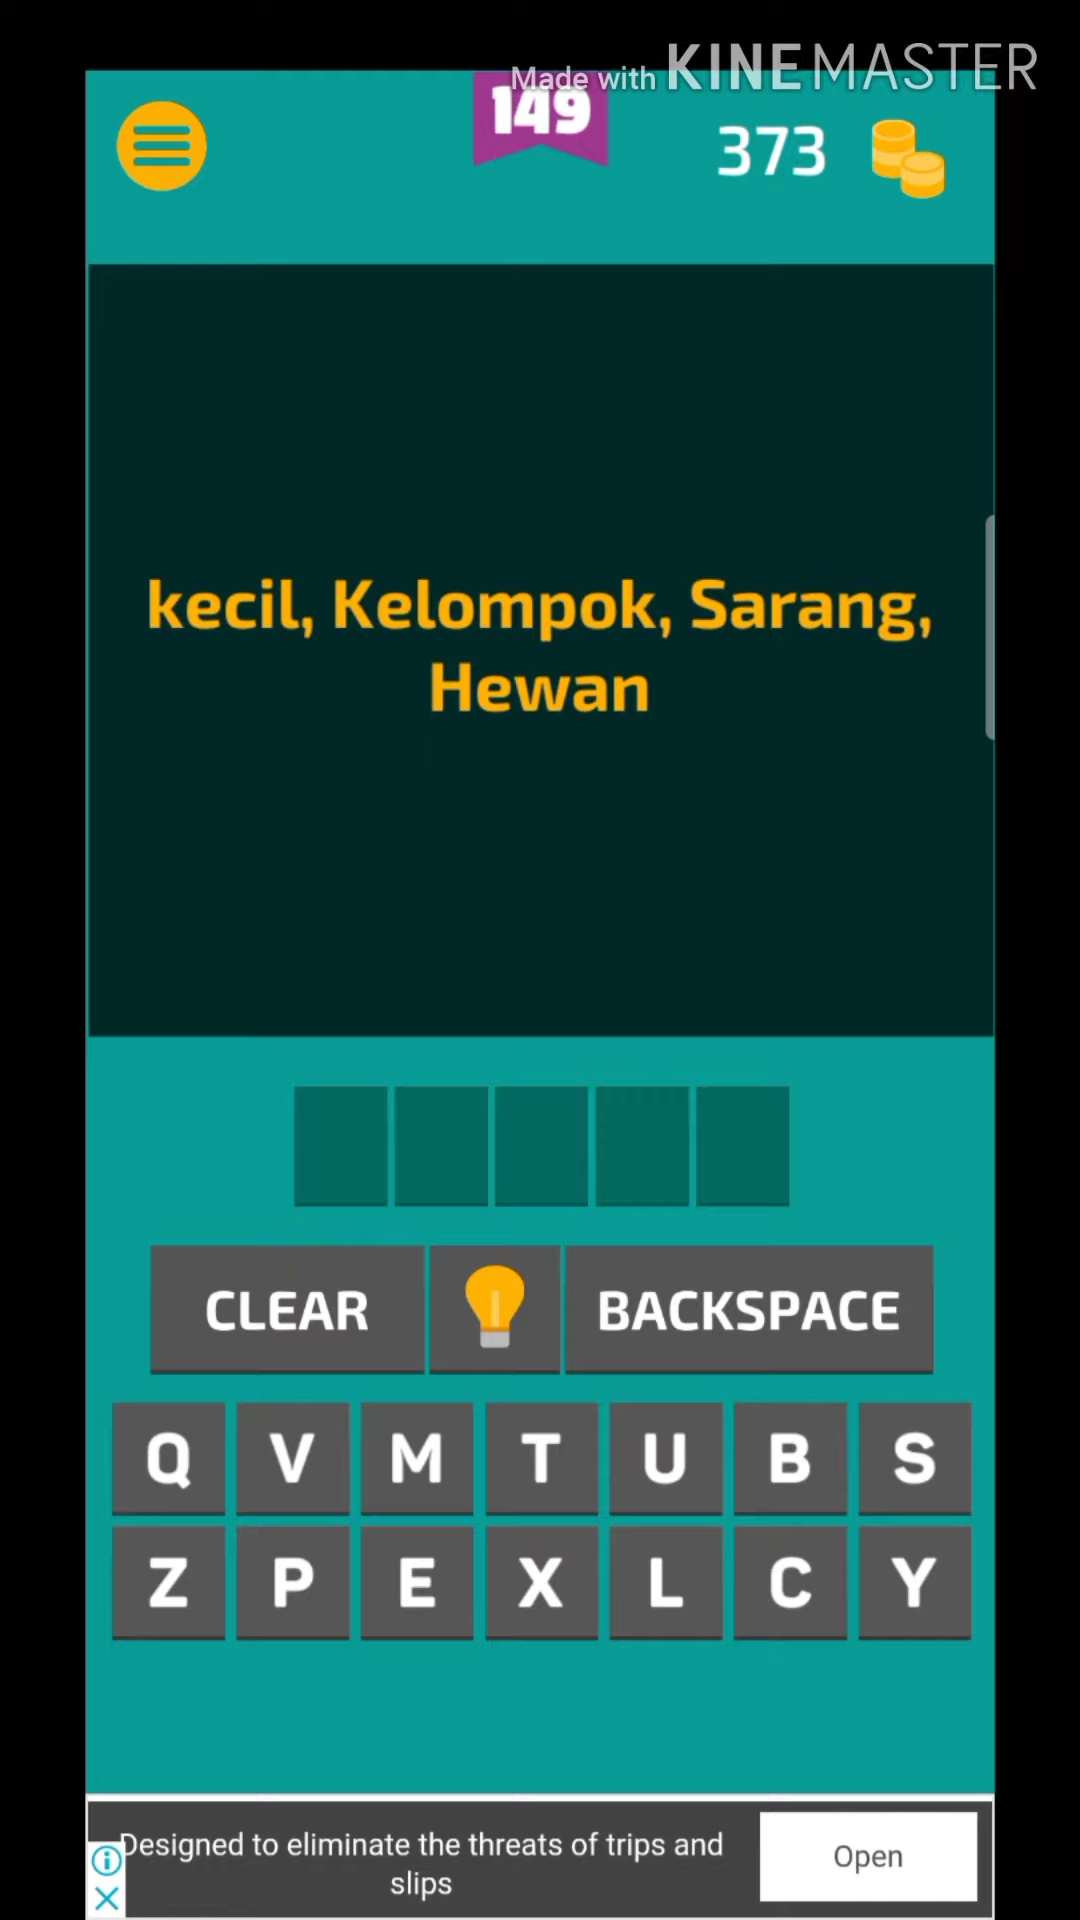 Made with KINEMASTER
149
373
kecil, Kelompok, Sarang,
Hewan
CLEAR
BACKSPACE
Q V M T U B S
Z P E X L C Y
Designed to eliminate the threats of trips and
slips
Open